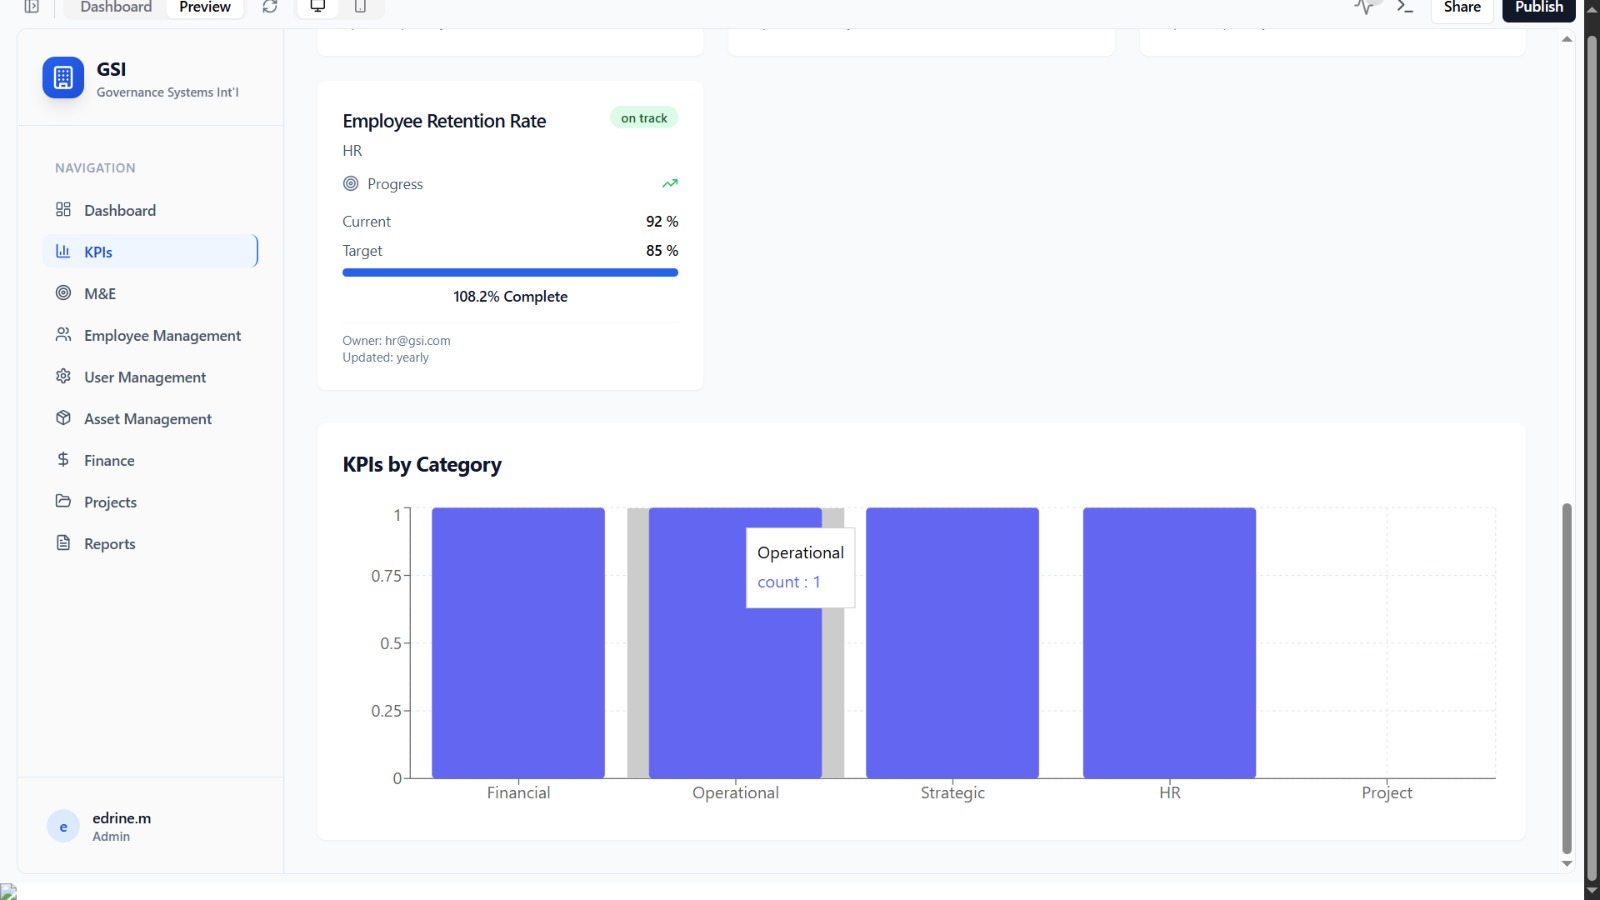 Dashboard
Preview
Share
Publish
GSI
Governance Systems Int'l
NAVIGATION
Dashboard
KPIs
M&E
Employee Management
User Management
Asset Management
Finance
Projects
Reports
edrine.m
Admin
e
Employee Retention Rate
on track
HR
Progress
Current 92 %
Target 85 %
108.2% Complete
Owner: hr@gsi.com
Updated: yearly
KPIs by Category
1
0.75
0.5
0.25
0
Operational
count : 1
Financial
Operational
Strategic
HR
Project